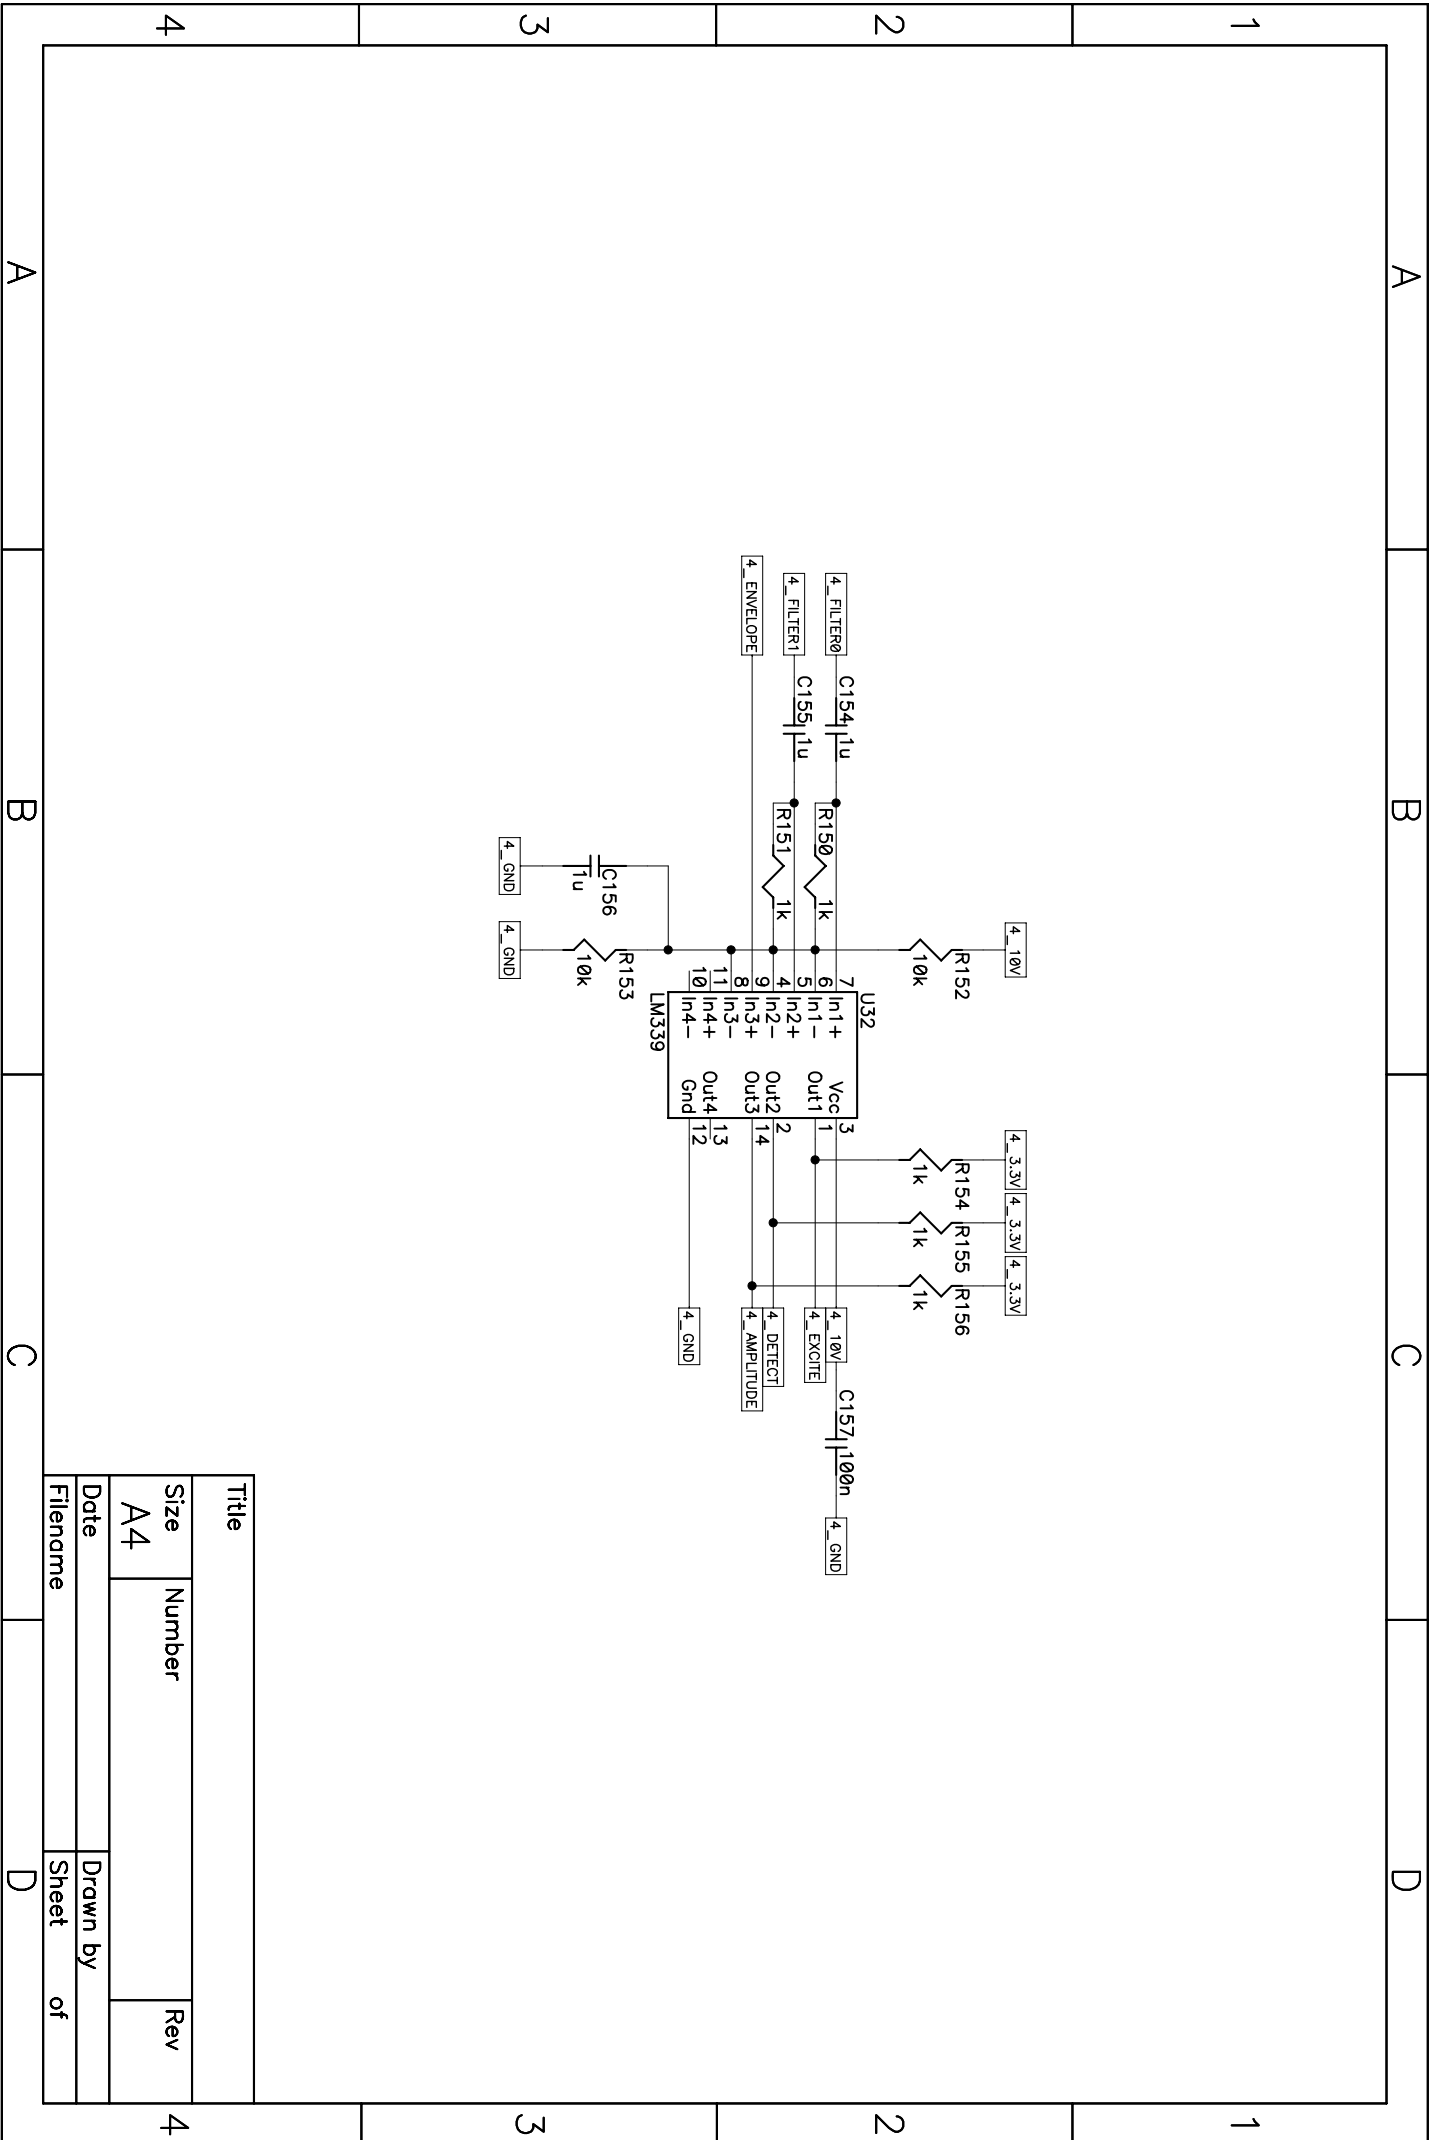 A
B
C
D
1
1
2
2
3
3
4
4
4_10V
4_3.3V
4_3.3V
4_3.3V
R152
10k
R154
1k
R155
1k
R156
1k
4_FILTER0
C154
1u
4_FILTER1
C155
1u
4_ENVELOPE
R150
1k
R151
1k
U32
7 In1+
6 In1-
5 In2+
4 In2-
9 In3+
8 In3-
11 In4+
10 In4-
Vcc 3
Out1 1
Out2 2
Out3 14
Out4 13
Gnd 12
LM339
4_10V
C157
100n
4_GND
4_EXCITE
4_DETECT
4_AMPLITUDE
4_GND
C156
1u
4_GND
R153
10k
4_GND
Title
Size
A4
Number
Rev
Date
Drawn by
Filename
Sheet of
A
B
C
D